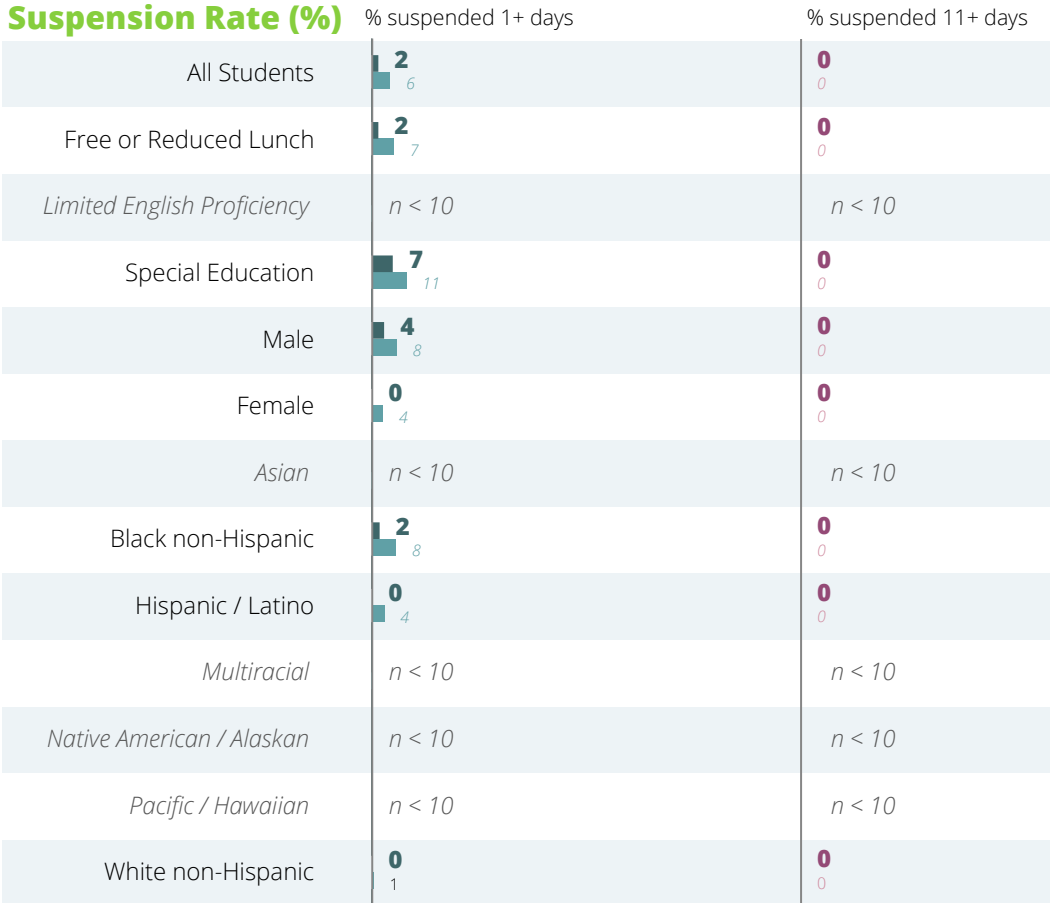 Suspension Rate (%) % suspended 1+ days % suspended 11+ days
All Students 2 0
6 0
Free or Reduced Lunch 2 0
7 0
Limited English Proficiency n < 10 n < 10
Special Education 7 0
11 0
Male 4 0
8 0
Female 0 0
4 0
Asian n < 10 n < 10
Black non-Hispanic 2 0
8 0
Hispanic / Latino 0 0
4 0
Multiracial n < 10 n < 10
Native American / Alaskan n < 10 n < 10
Pacific / Hawaiian n < 10 n < 10
White non-Hispanic 0 0
1 0